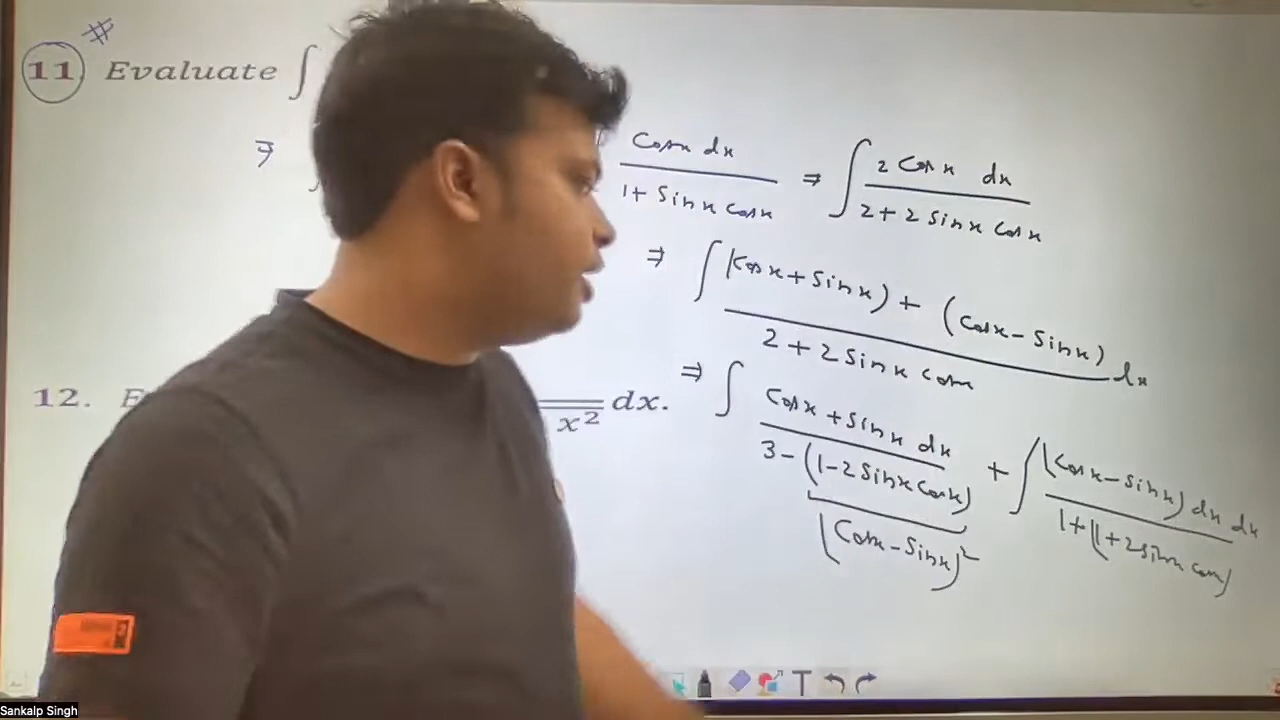 #
11 Evaluate ∫
⇒ cosx dx / 1 + sinx cosx ⇒ ∫ 2 cosx dx / 2 + 2 sinx cosx
⇒ ∫ (cosx + sinx) + (cosx - sinx) / 2 + 2 sinx cosx dx
⇒ ∫ cosx + sinx dx / 3 - (1 - 2 sinx cosx) + ∫ (cosx - sinx) dx dx / 1 + (1 + 2 sinx cosx)
(cosx - sinx)²
12. E x² dx.
T
Sankalp Singh